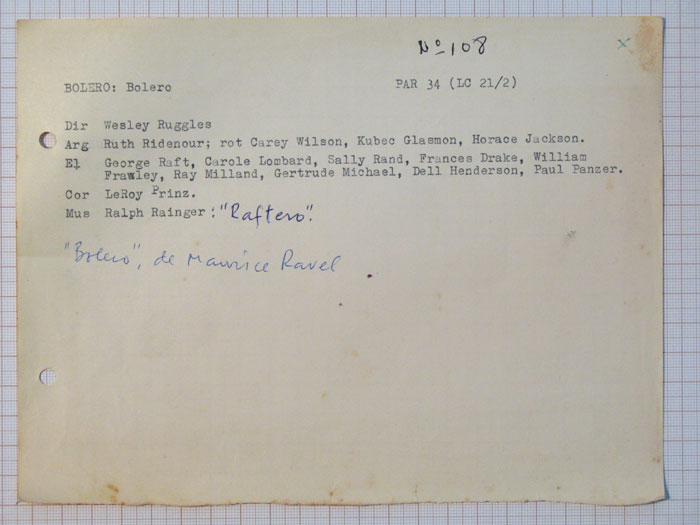 Nº 108
x
BOLERO: Bolero PAR 34 (LC 21/2)
Dir Wesley Ruggles
Arg Ruth Ridenour; rot Carey Wilson, Kubec Glasmon, Horace Jackson.
El George Raft, Carole Lombard, Sally Rand, Frances Drake, William
Frawley, Ray Milland, Gertrude Michael, Dell Henderson, Paul Panzer.
Cor LeRoy Prinz.
Mus Ralph Rainger: "Raftero".
"Bolero", de Maurice Ravel